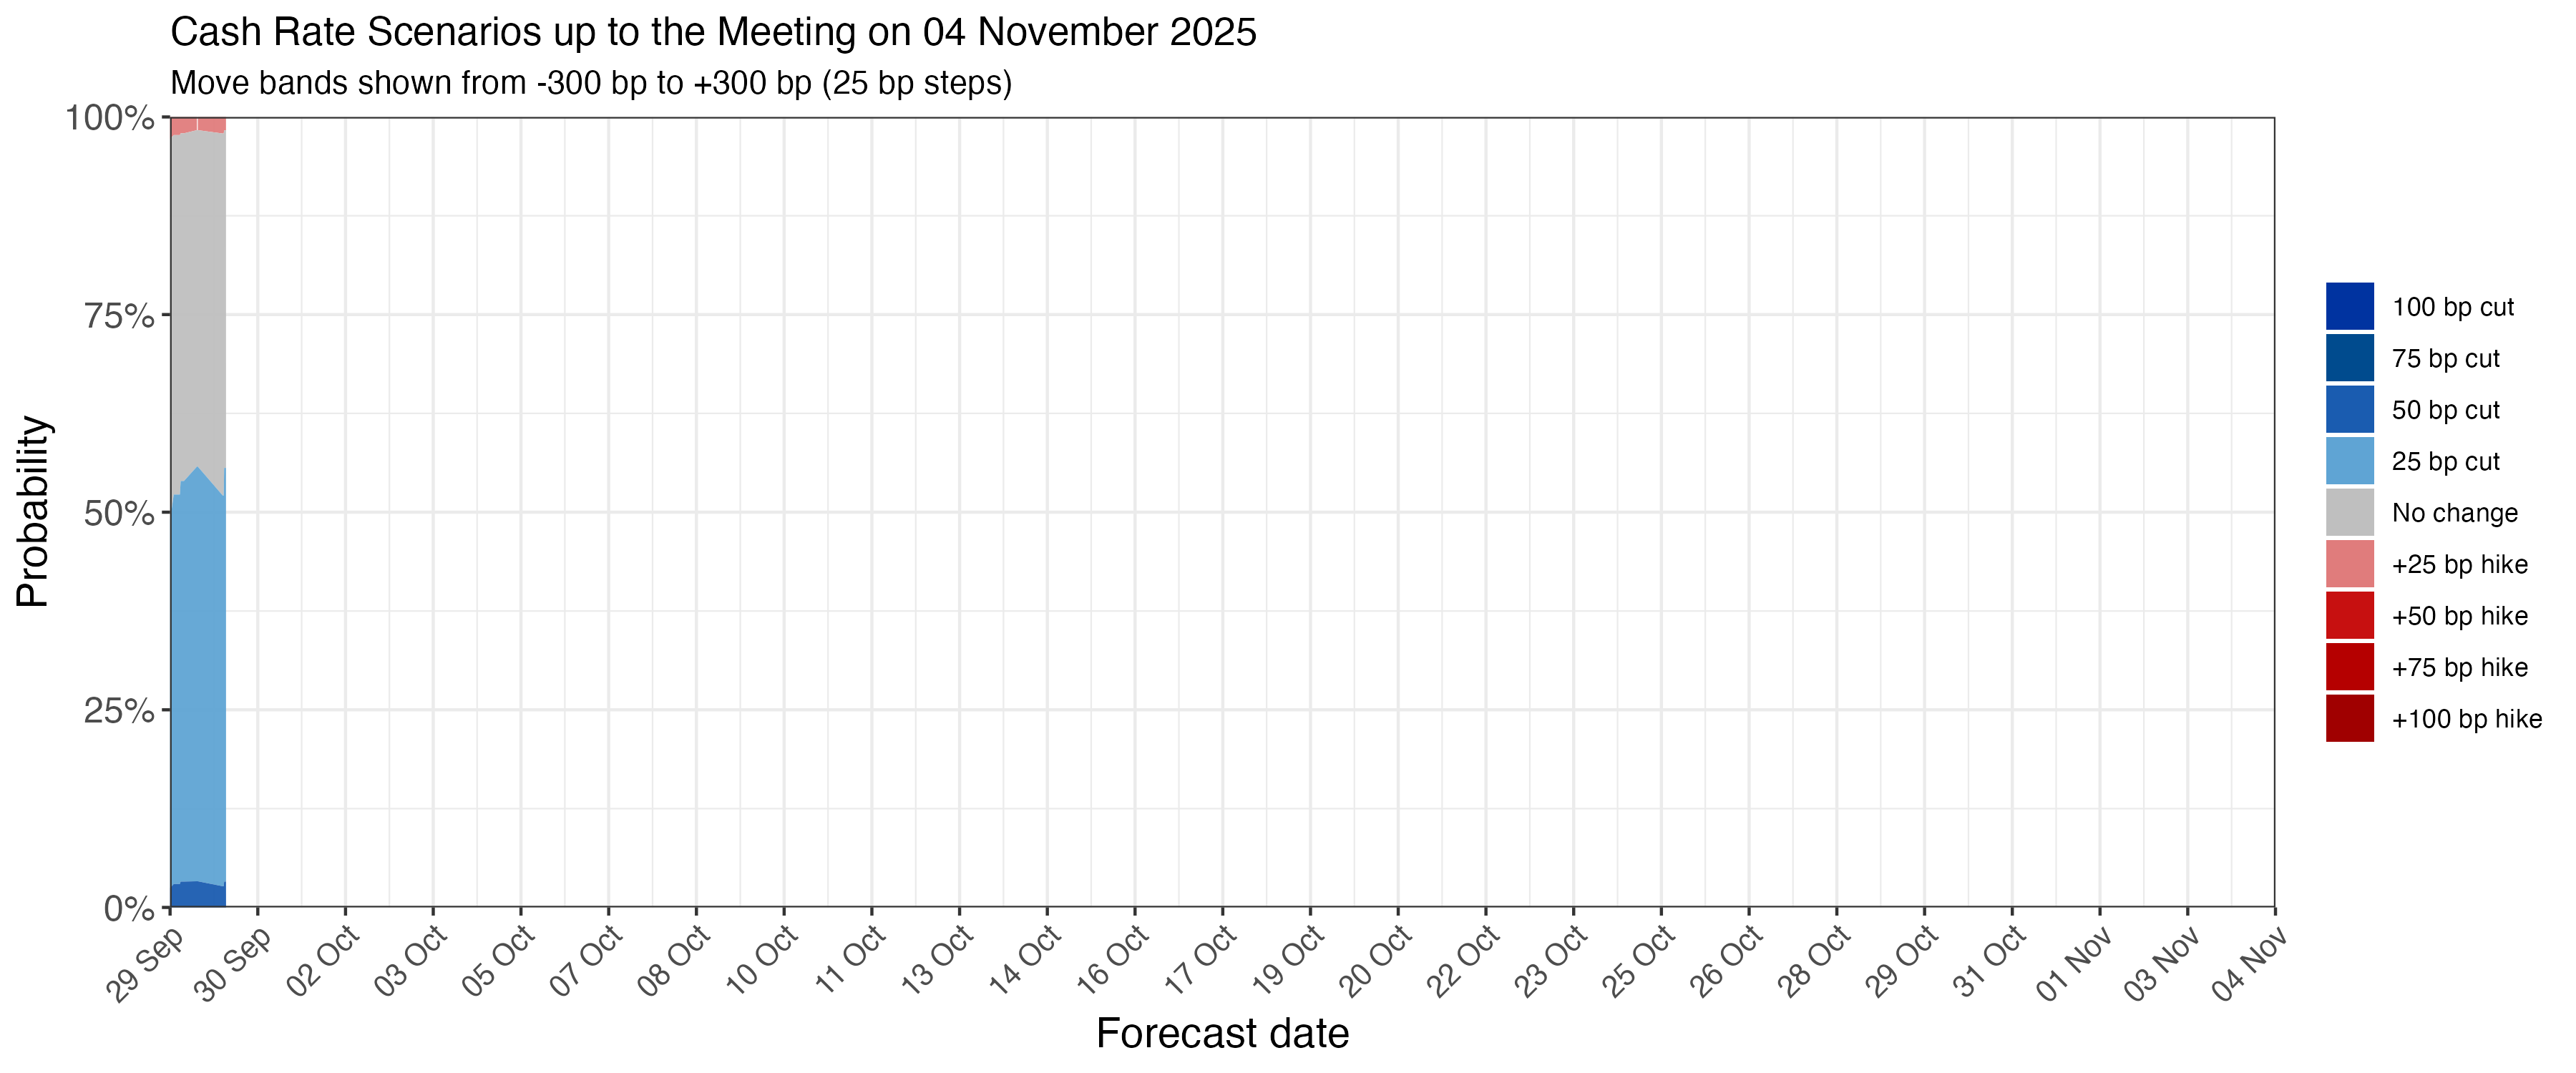 Cash Rate Scenarios up to the Meeting on 04 November 2025
Move bands shown from -300 bp to +300 bp (25 bp steps)
Probability
100%
75%
50%
25%
0%
29 Sep
30 Sep
02 Oct
03 Oct
05 Oct
07 Oct
08 Oct
10 Oct
11 Oct
13 Oct
14 Oct
16 Oct
17 Oct
19 Oct
20 Oct
22 Oct
23 Oct
25 Oct
26 Oct
28 Oct
29 Oct
31 Oct
01 Nov
03 Nov
04 Nov
Forecast date
100 bp cut
75 bp cut
50 bp cut
25 bp cut
No change
+25 bp hike
+50 bp hike
+75 bp hike
+100 bp hike